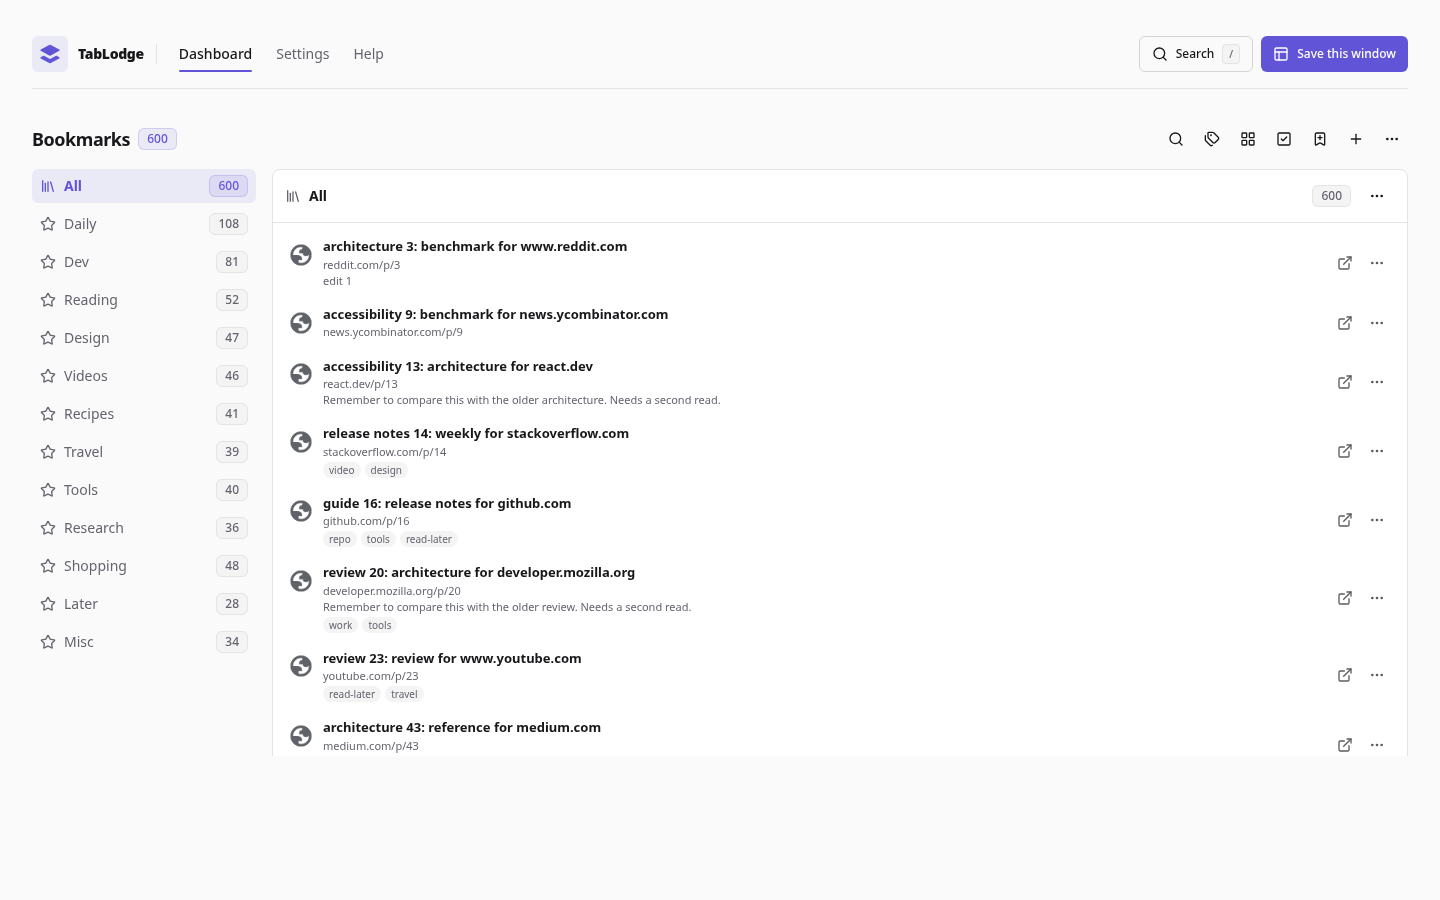 TabLodge
Dashboard
Settings
Help
Search /
Save this window
Bookmarks 600
All 600
Daily 108
Dev 81
Reading 52
Design 47
Videos 46
Recipes 41
Travel 39
Tools 40
Research 36
Shopping 48
Later 28
Misc 34
All 600
architecture 3: benchmark for www.reddit.com
reddit.com/p/3
edit 1
accessibility 9: benchmark for news.ycombinator.com
news.ycombinator.com/p/9
accessibility 13: architecture for react.dev
react.dev/p/13
Remember to compare this with the older architecture. Needs a second read.
release notes 14: weekly for stackoverflow.com
stackoverflow.com/p/14
video design
guide 16: release notes for github.com
github.com/p/16
repo tools read-later
review 20: architecture for developer.mozilla.org
developer.mozilla.org/p/20
Remember to compare this with the older review. Needs a second read.
work tools
review 23: review for www.youtube.com
youtube.com/p/23
read-later travel
architecture 43: reference for medium.com
medium.com/p/43